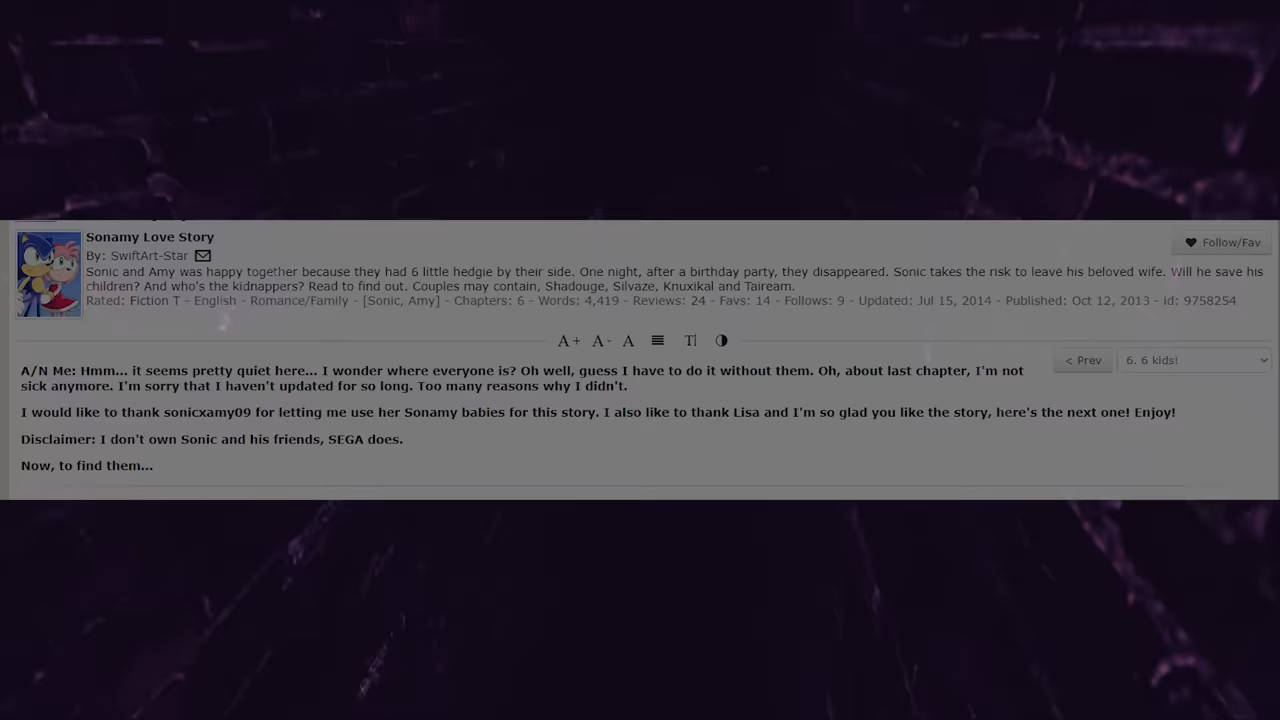 Sonamy Love Story
Follow/Fav
By: SwiftArt-Star
Sonic and Amy was happy together because they had 6 little hedgie by their side. One night, after a birthday party, they disappeared. Sonic takes the risk to leave his beloved wife. Will he save his
children? And who's the kidnappers? Read to find out. Couples may contain, Shadouge, Silvaze, Knuxikal and Taiream.
Rated: Fiction T - English - Romance/Family - [Sonic, Amy] - Chapters: 6 - Words: 4,419 - Reviews: 24 - Favs: 14 - Follows: 9 - Updated: Jul 15, 2014 - Published: Oct 12, 2013 - id: 9758254
A+ A- A T
< Prev 6. 6 kids!
A/N Me: Hmm... it seems pretty quiet here... I wonder where everyone is? Oh well, guess I have to do it without them. Oh, about last chapter, I'm not
sick anymore. I'm sorry that I haven't updated for so long. Too many reasons why I didn't.
I would like to thank sonicxamy09 for letting me use her Sonamy babies for this story. I also like to thank Lisa and I'm so glad you like the story, here's the next one! Enjoy!
Disclaimer: I don't own Sonic and his friends, SEGA does.
Now, to find them...